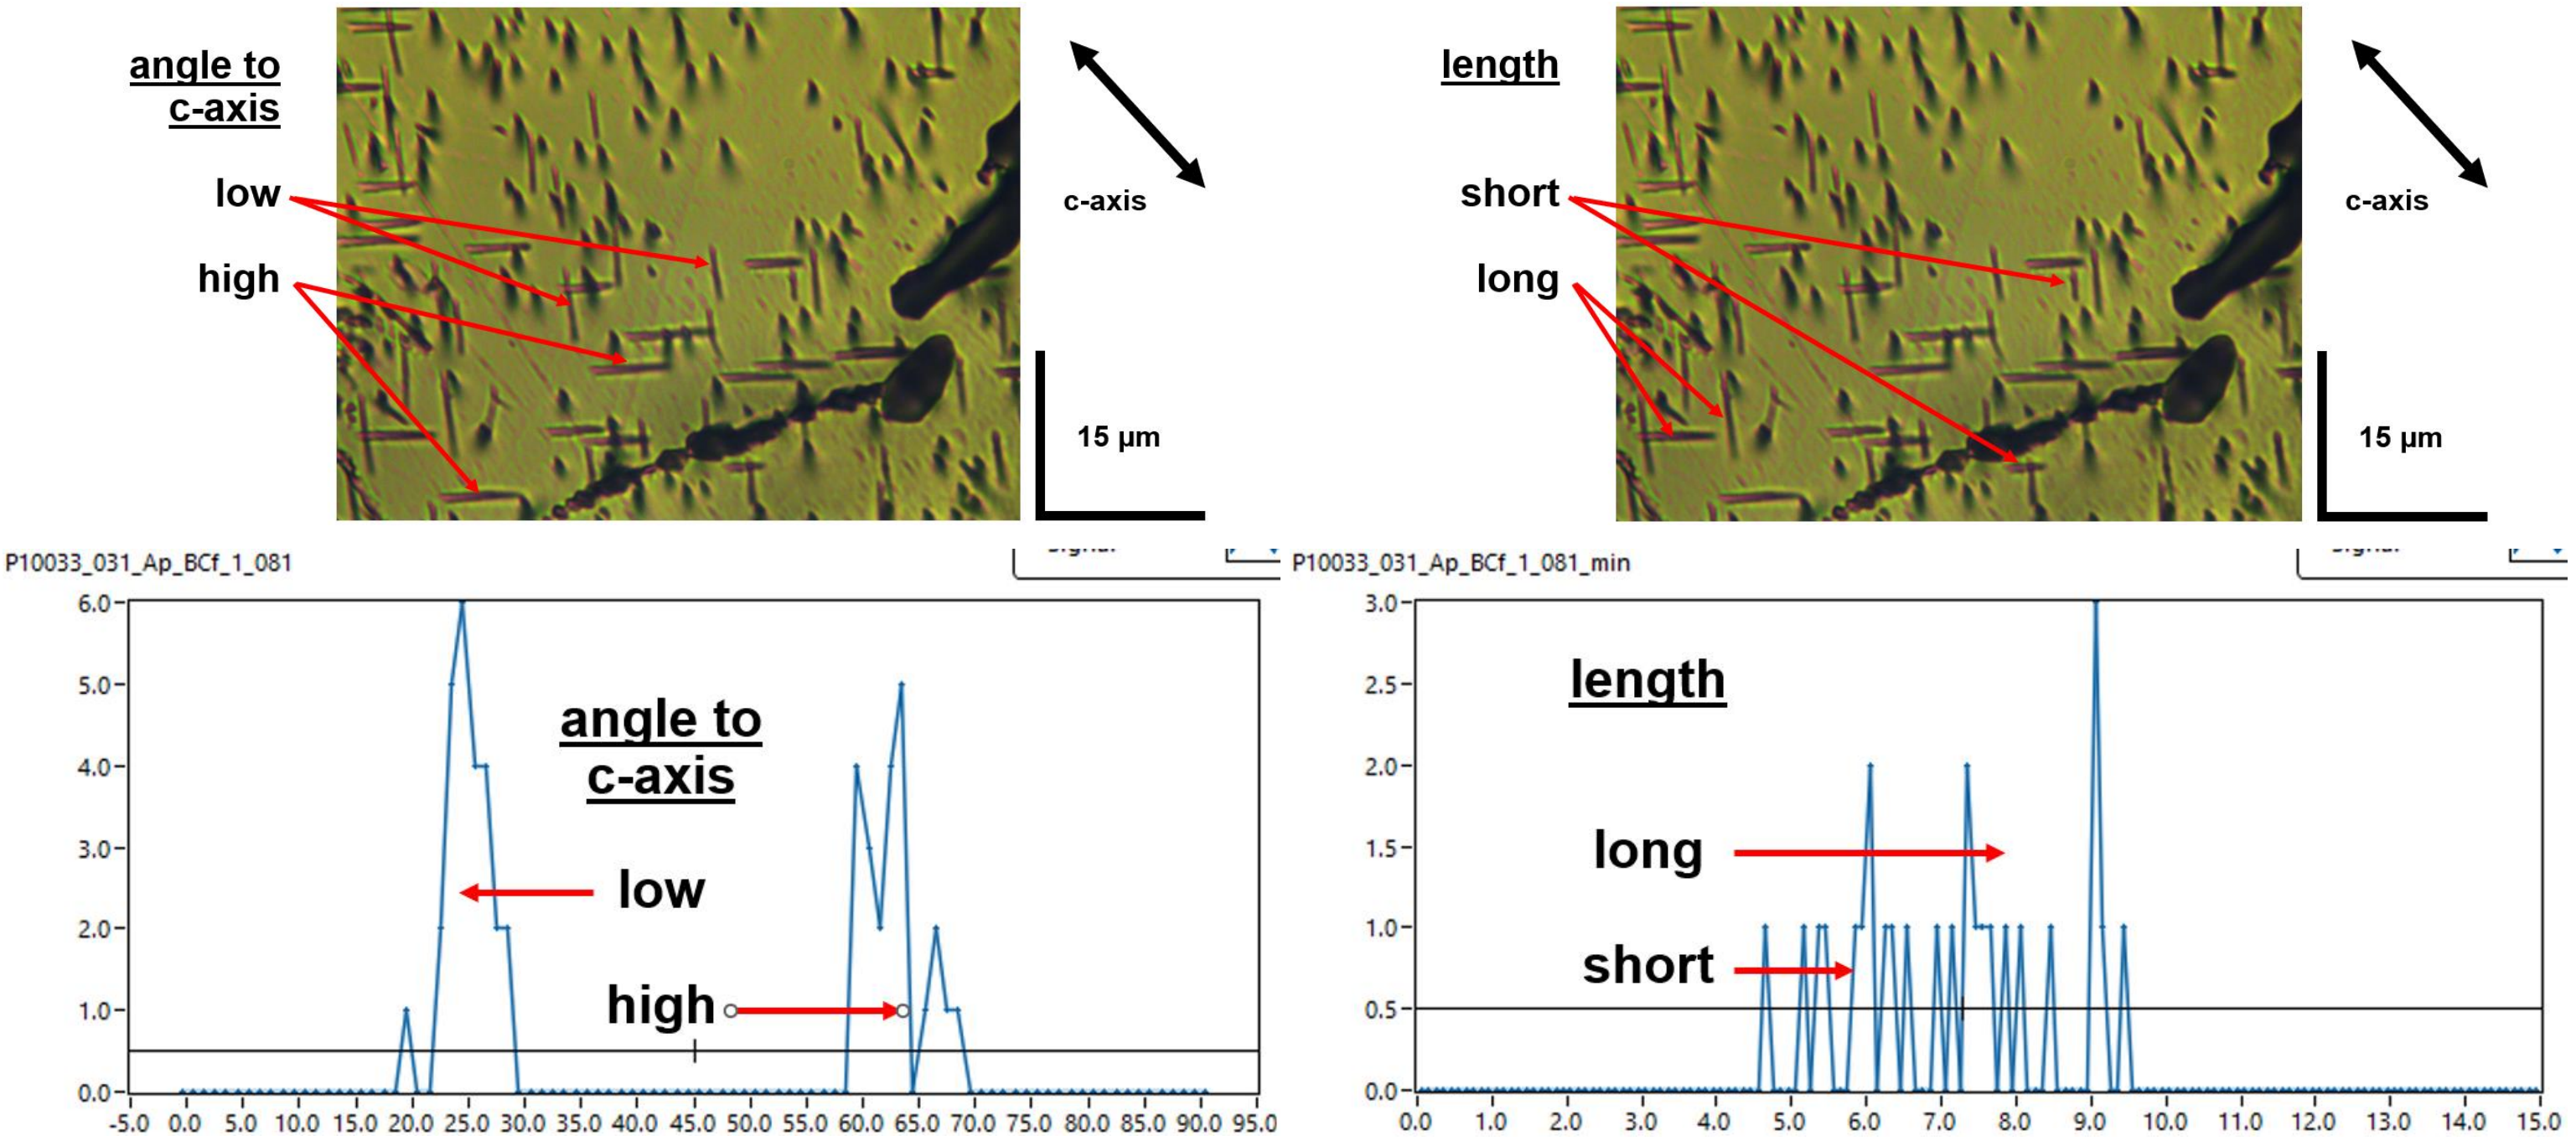 angle to
c-axis
low
high
c-axis
15 µm
length
short
long
c-axis
15 µm
P10033_031_Ap_BCf_1_081
6.0
5.0
4.0
3.0
2.0
1.0
0.0
-5.0 0.0 5.0 10.0 15.0 20.0 25.0 30.0 35.0 40.0 45.0 50.0 55.0 60.0 65.0 70.0 75.0 80.0 85.0 90.0 95.0
angle to
c-axis
low
high
P10033_031_Ap_BCf_1_081_min
3.0
2.5
2.0
1.5
1.0
0.5
0.0
0.0 1.0 2.0 3.0 4.0 5.0 6.0 7.0 8.0 9.0 10.0 11.0 12.0 13.0 14.0 15.0
length
long
short